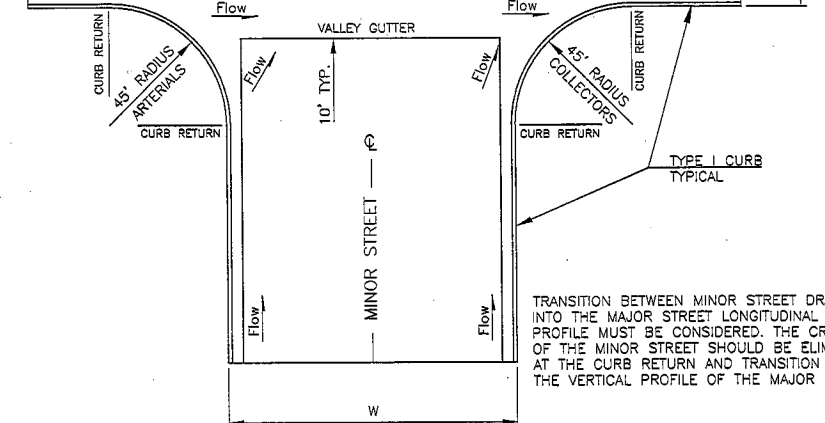 Flow
Flow
VALLEY GUTTER
CURB RETURN
45' RADIUS
ARTERIALS
Flow
10' TYP.
Flow
45' RADIUS
COLLECTORS
CURB RETURN
CURB RETURN
CURB RETURN
℄
TYPE I CURB
TYPICAL
MINOR STREET
Flow
Flow
TRANSITION BETWEEN MINOR STREET DR
INTO THE MAJOR STREET LONGITUDINAL
PROFILE MUST BE CONSIDERED. THE CR
OF THE MINOR STREET SHOULD BE ELIM
AT THE CURB RETURN AND TRANSITION
THE VERTICAL PROFILE OF THE MAJOR
W